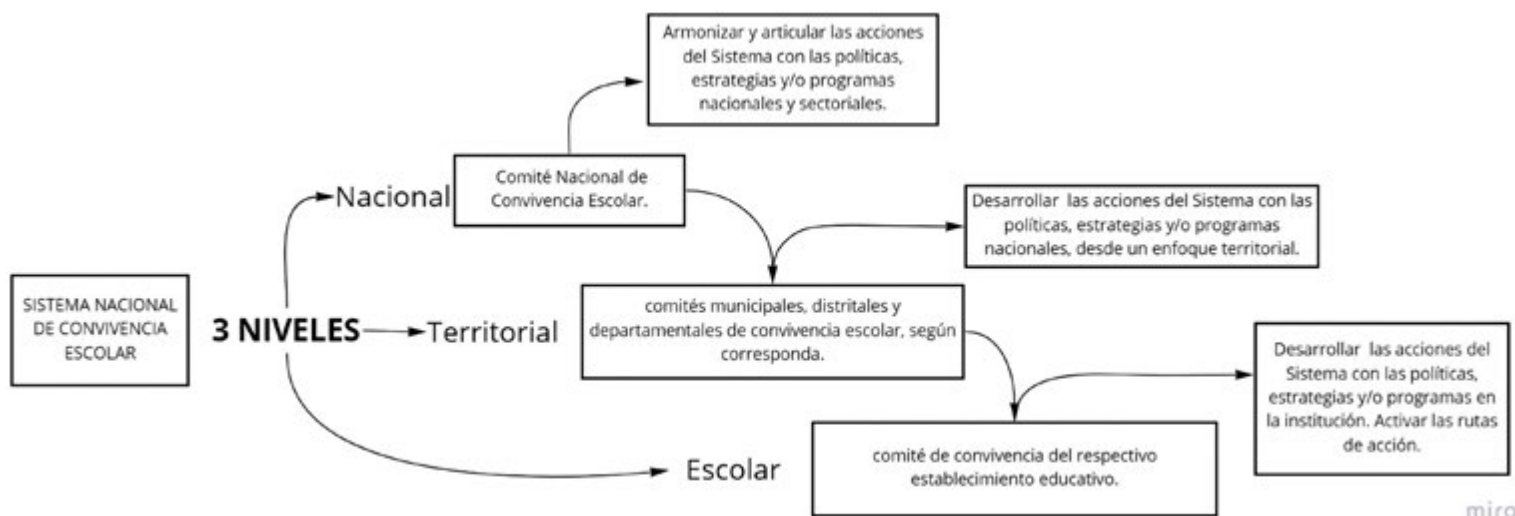 Armonizar y articular las acciones
del Sistema con las políticas,
estrategias y/o programas
nacionales y sectoriales.
Nacional
Comité Nacional de
Convivencia Escolar.
Desarrollar las acciones del Sistema con las
políticas, estrategias y/o programas
nacionales, desde un enfoque territorial.
SISTEMA NACIONAL
DE CONVIVENCIA
ESCOLAR
3 NIVELES
Territorial
comités municipales, distritales y
departamentales de convivencia escolar, según
corresponda.
Desarrollar las acciones del
Sistema con las políticas,
estrategias y/o programas en
la institución. Activar las rutas
de acción.
Escolar
comité de convivencia del respectivo
establecimiento educativo.
miro